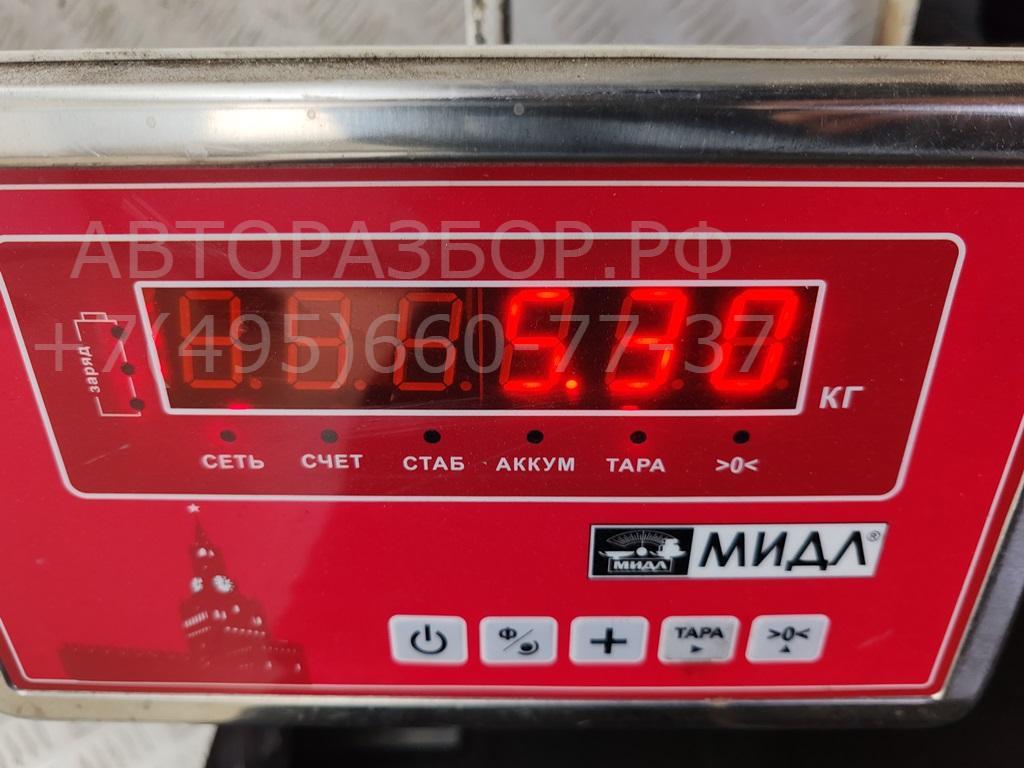 АВТОРАЗБОР.РФ
+7(495)660-77-37
5.30
КГ
заряд
СЕТЬ СЧЕТ СТАБ АККУМ ТАРА >0<
МИДЛ МИДЛ®
Ф ТАРА >0<